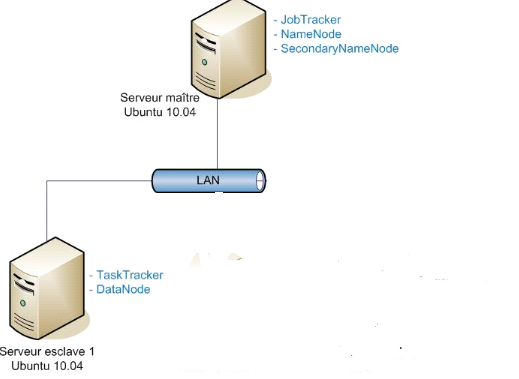 - JobTracker
- NameNode
- SecondaryNameNode
Serveur maître
Ubuntu 10.04
LAN
- TaskTracker
- DataNode
Serveur esclave 1
Ubuntu 10.04